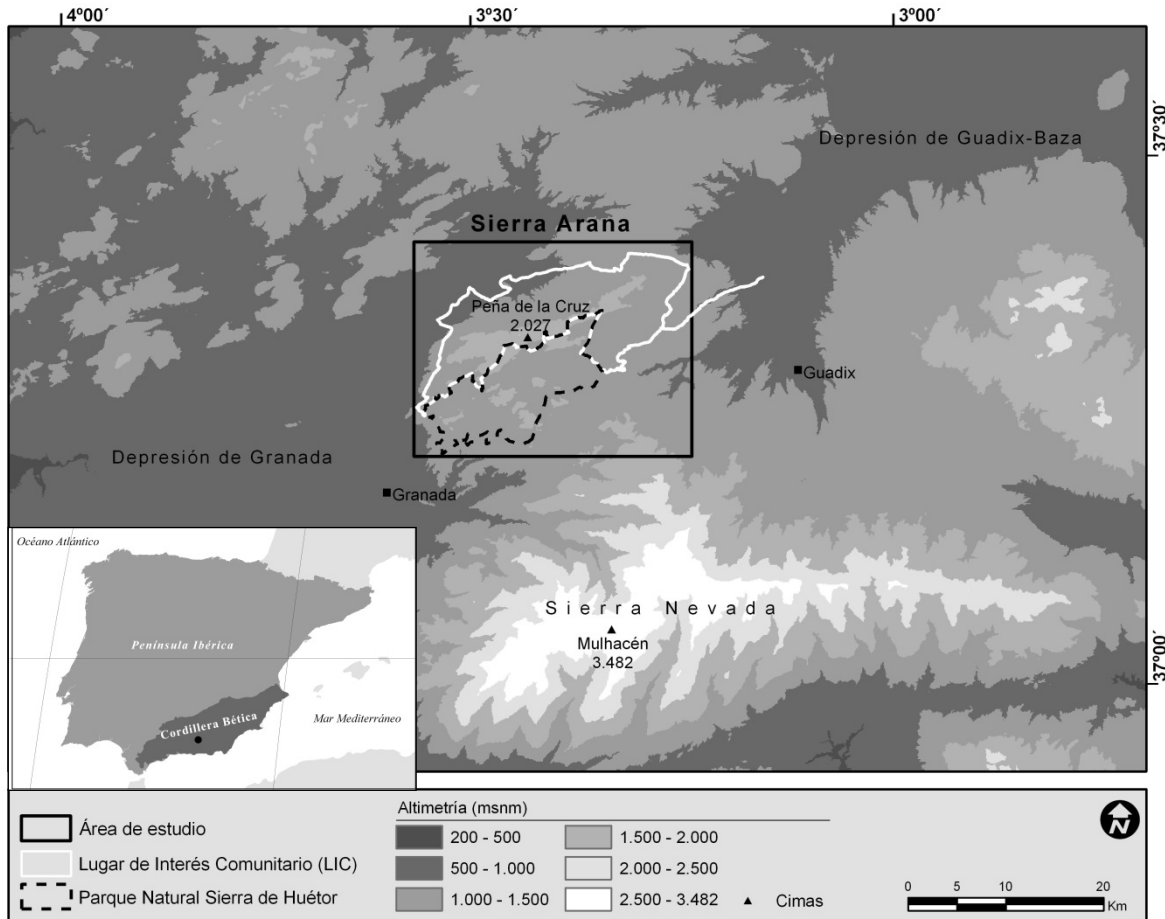 4º00´
3º30´
3º00´
37º30´
Depresión de Guadix-Baza
Sierra Arana
Peña de la Cruz
2.027
Guadix
Depresión de Granada
Granada
Sierra Nevada
Mulhacén
3.482
37º00´
Océano Atlántico
Península Ibérica
Cordillera Bética
Mar Mediterráneo
Área de estudio
Lugar de Interés Comunitario (LIC)
Parque Natural Sierra de Huétor
Altimetría (msnm)
200 - 500
500 - 1.000
1.000 - 1.500
1.500 - 2.000
2.000 - 2.500
2.500 - 3.482
Cimas
N
0 5 10 20
Km